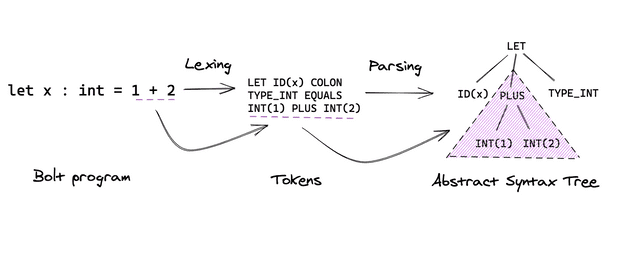 Lexing
Parsing
let x : int = 1 + 2
LET ID(x) COLON
TYPE_INT EQUALS
INT(1) PLUS INT(2)
LET
ID(x) PLUS TYPE_INT
INT(1) INT(2)
Bolt program
Tokens
Abstract Syntax Tree